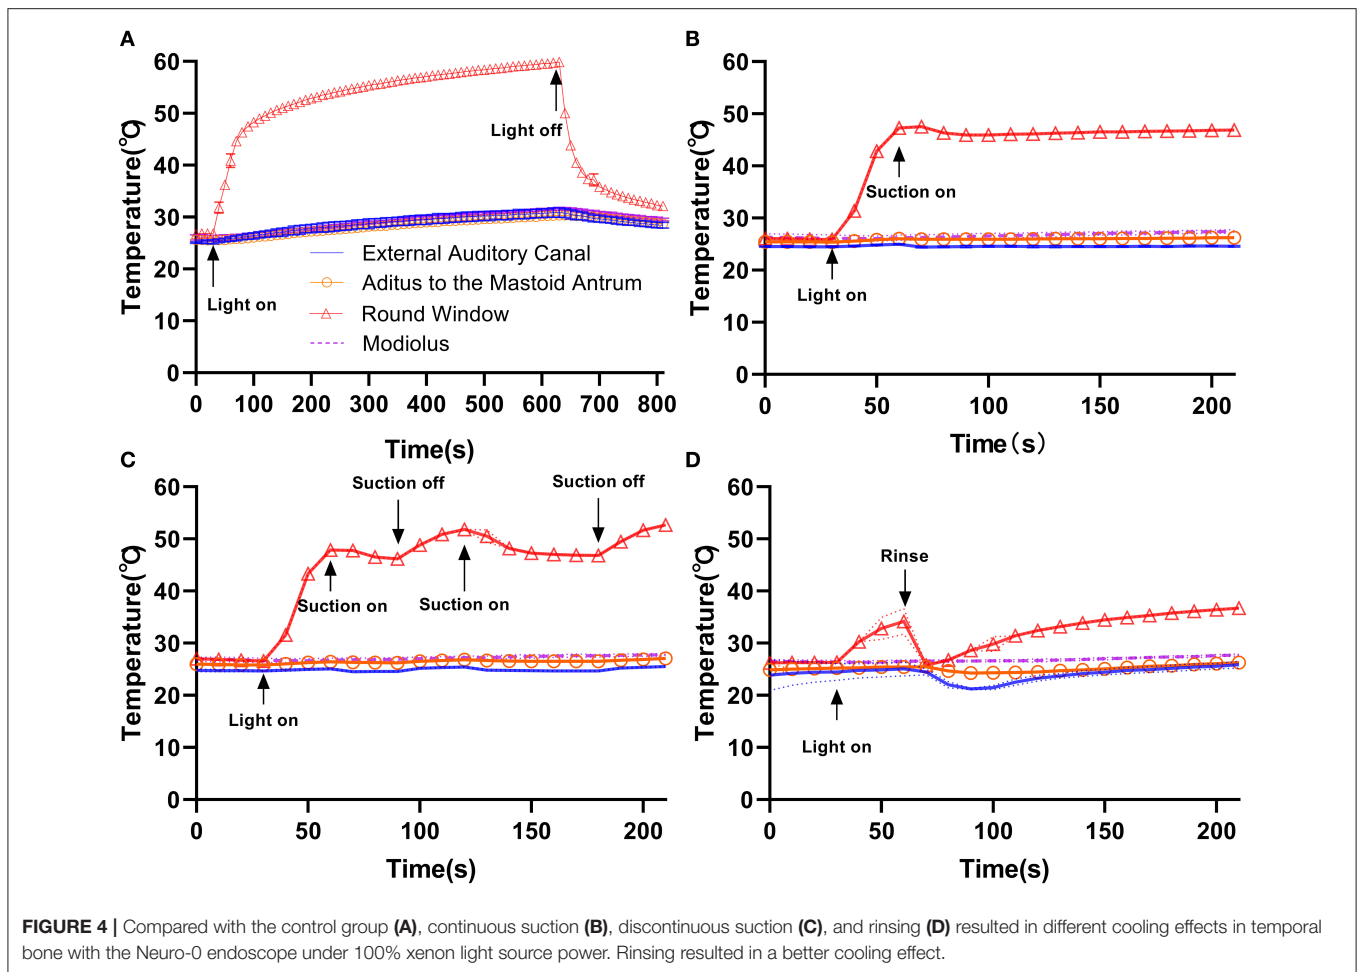 A
60
50
40
30
20
10
0
Temperature(℃)
Light off
Light on
External Auditory Canal
Aditus to the Mastoid Antrum
Round Window
Modiolus
0 100 200 300 400 500 600 700 800
Time(s)
B
60
50
40
30
20
10
0
Temperature(℃)
Suction on
Light on
0 50 100 150 200
Time（s）
C
60
50
40
30
20
10
0
Temperature(℃)
Suction off
Suction off
Suction on
Suction on
Light on
0 50 100 150 200
Time(s)
D
60
50
40
30
20
10
0
Temperature(℃)
Rinse
Light on
0 50 100 150 200
Time(s)
FIGURE 4 | Compared with the control group (A), continuous suction (B), discontinuous suction (C), and rinsing (D) resulted in different cooling effects in temporal
bone with the Neuro-0 endoscope under 100% xenon light source power. Rinsing resulted in a better cooling effect.